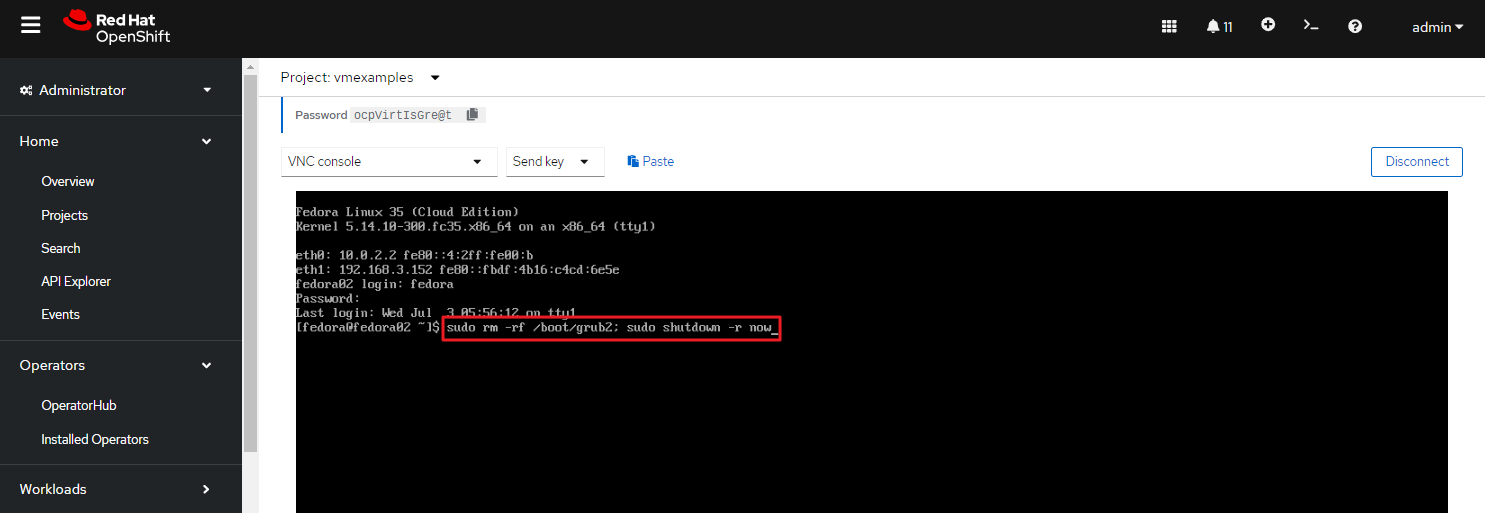 Red Hat
OpenShift
11
admin
Administrator
Home
Overview
Projects
Search
API Explorer
Events
Operators
OperatorHub
Installed Operators
Workloads
Project: vmexamples
Password ocpVirtIsGre@t
VNC console
Send key
Paste
Disconnect
Fedora Linux 35 (Cloud Edition)
Kernel 5.14.10-300.fc35.x86_64 on an x86_64 (tty1)
eth0: 10.0.2.2 fe80::4:2ff:fe00:b
eth1: 192.168.3.152 fe80::fbdf:4b16:c4cd:6e5e
fedora02 login: fedora
Password:
Last login: Wed Jul  3 05:56:12 on tty1
[fedora@fedora02 ~]$ sudo rm -rf /boot/grub2; sudo shutdown -r now_